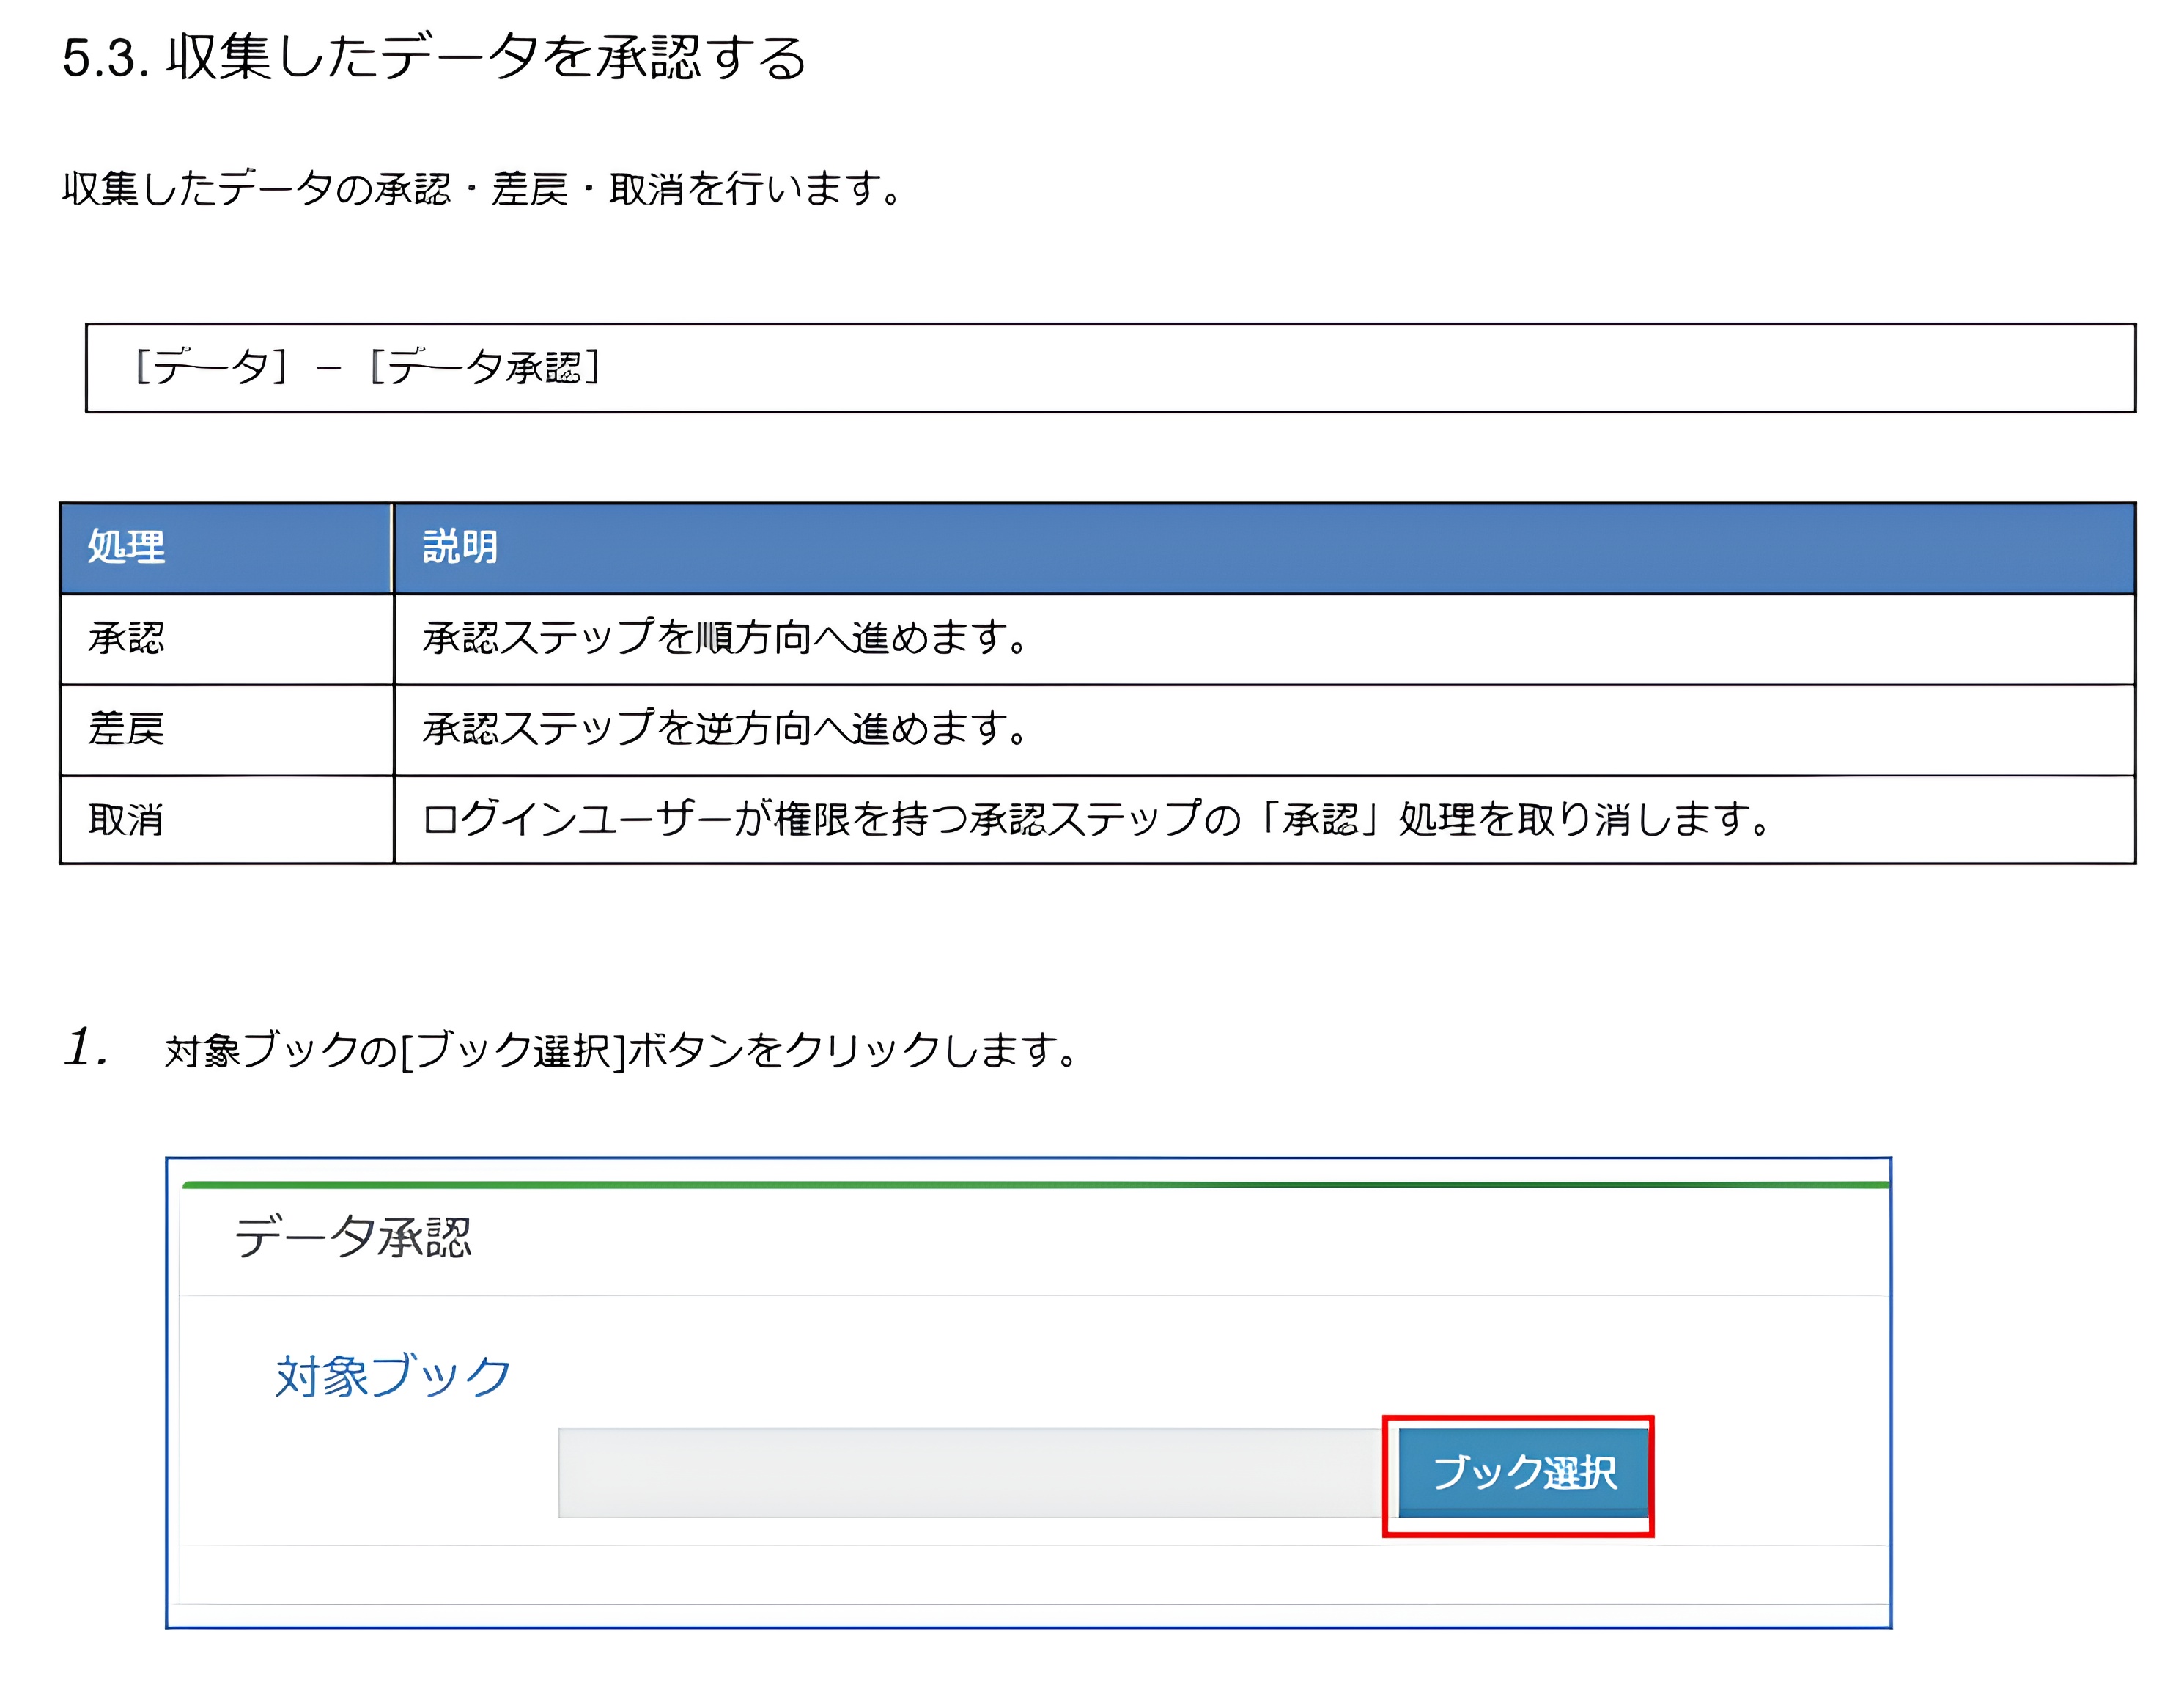 5.3. 収集したデータを承認する
収集したデータの承認・差戻・取消を行います。
［データ］－［データ承認］
処理 説明
承認 承認ステップを順方向へ進めます。
差戻 承認ステップを逆方向へ進めます。
取消 ログインユーザーが権限を持つ承認ステップの「承認」処理を取り消します。
1. 対象ブックの[ブック選択]ボタンをクリックします。
データ承認
対象ブック
ブック選択